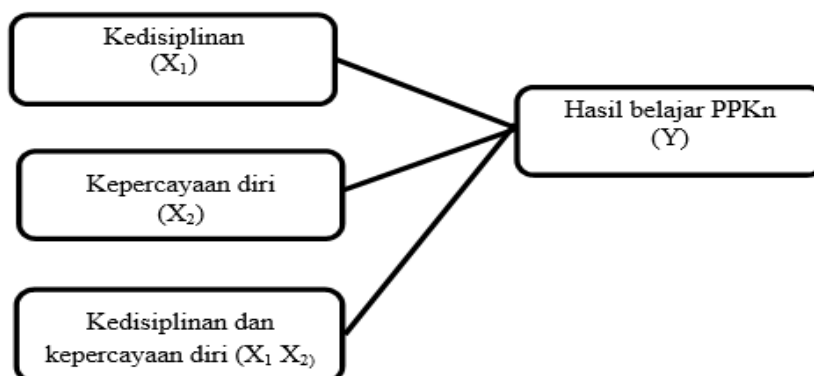 Kedisiplinan
(X₁)
Hasil belajar PPKn
(Y)
Kepercayaan diri
(X₂)
Kedisiplinan dan
kepercayaan diri (X₁ X₂)